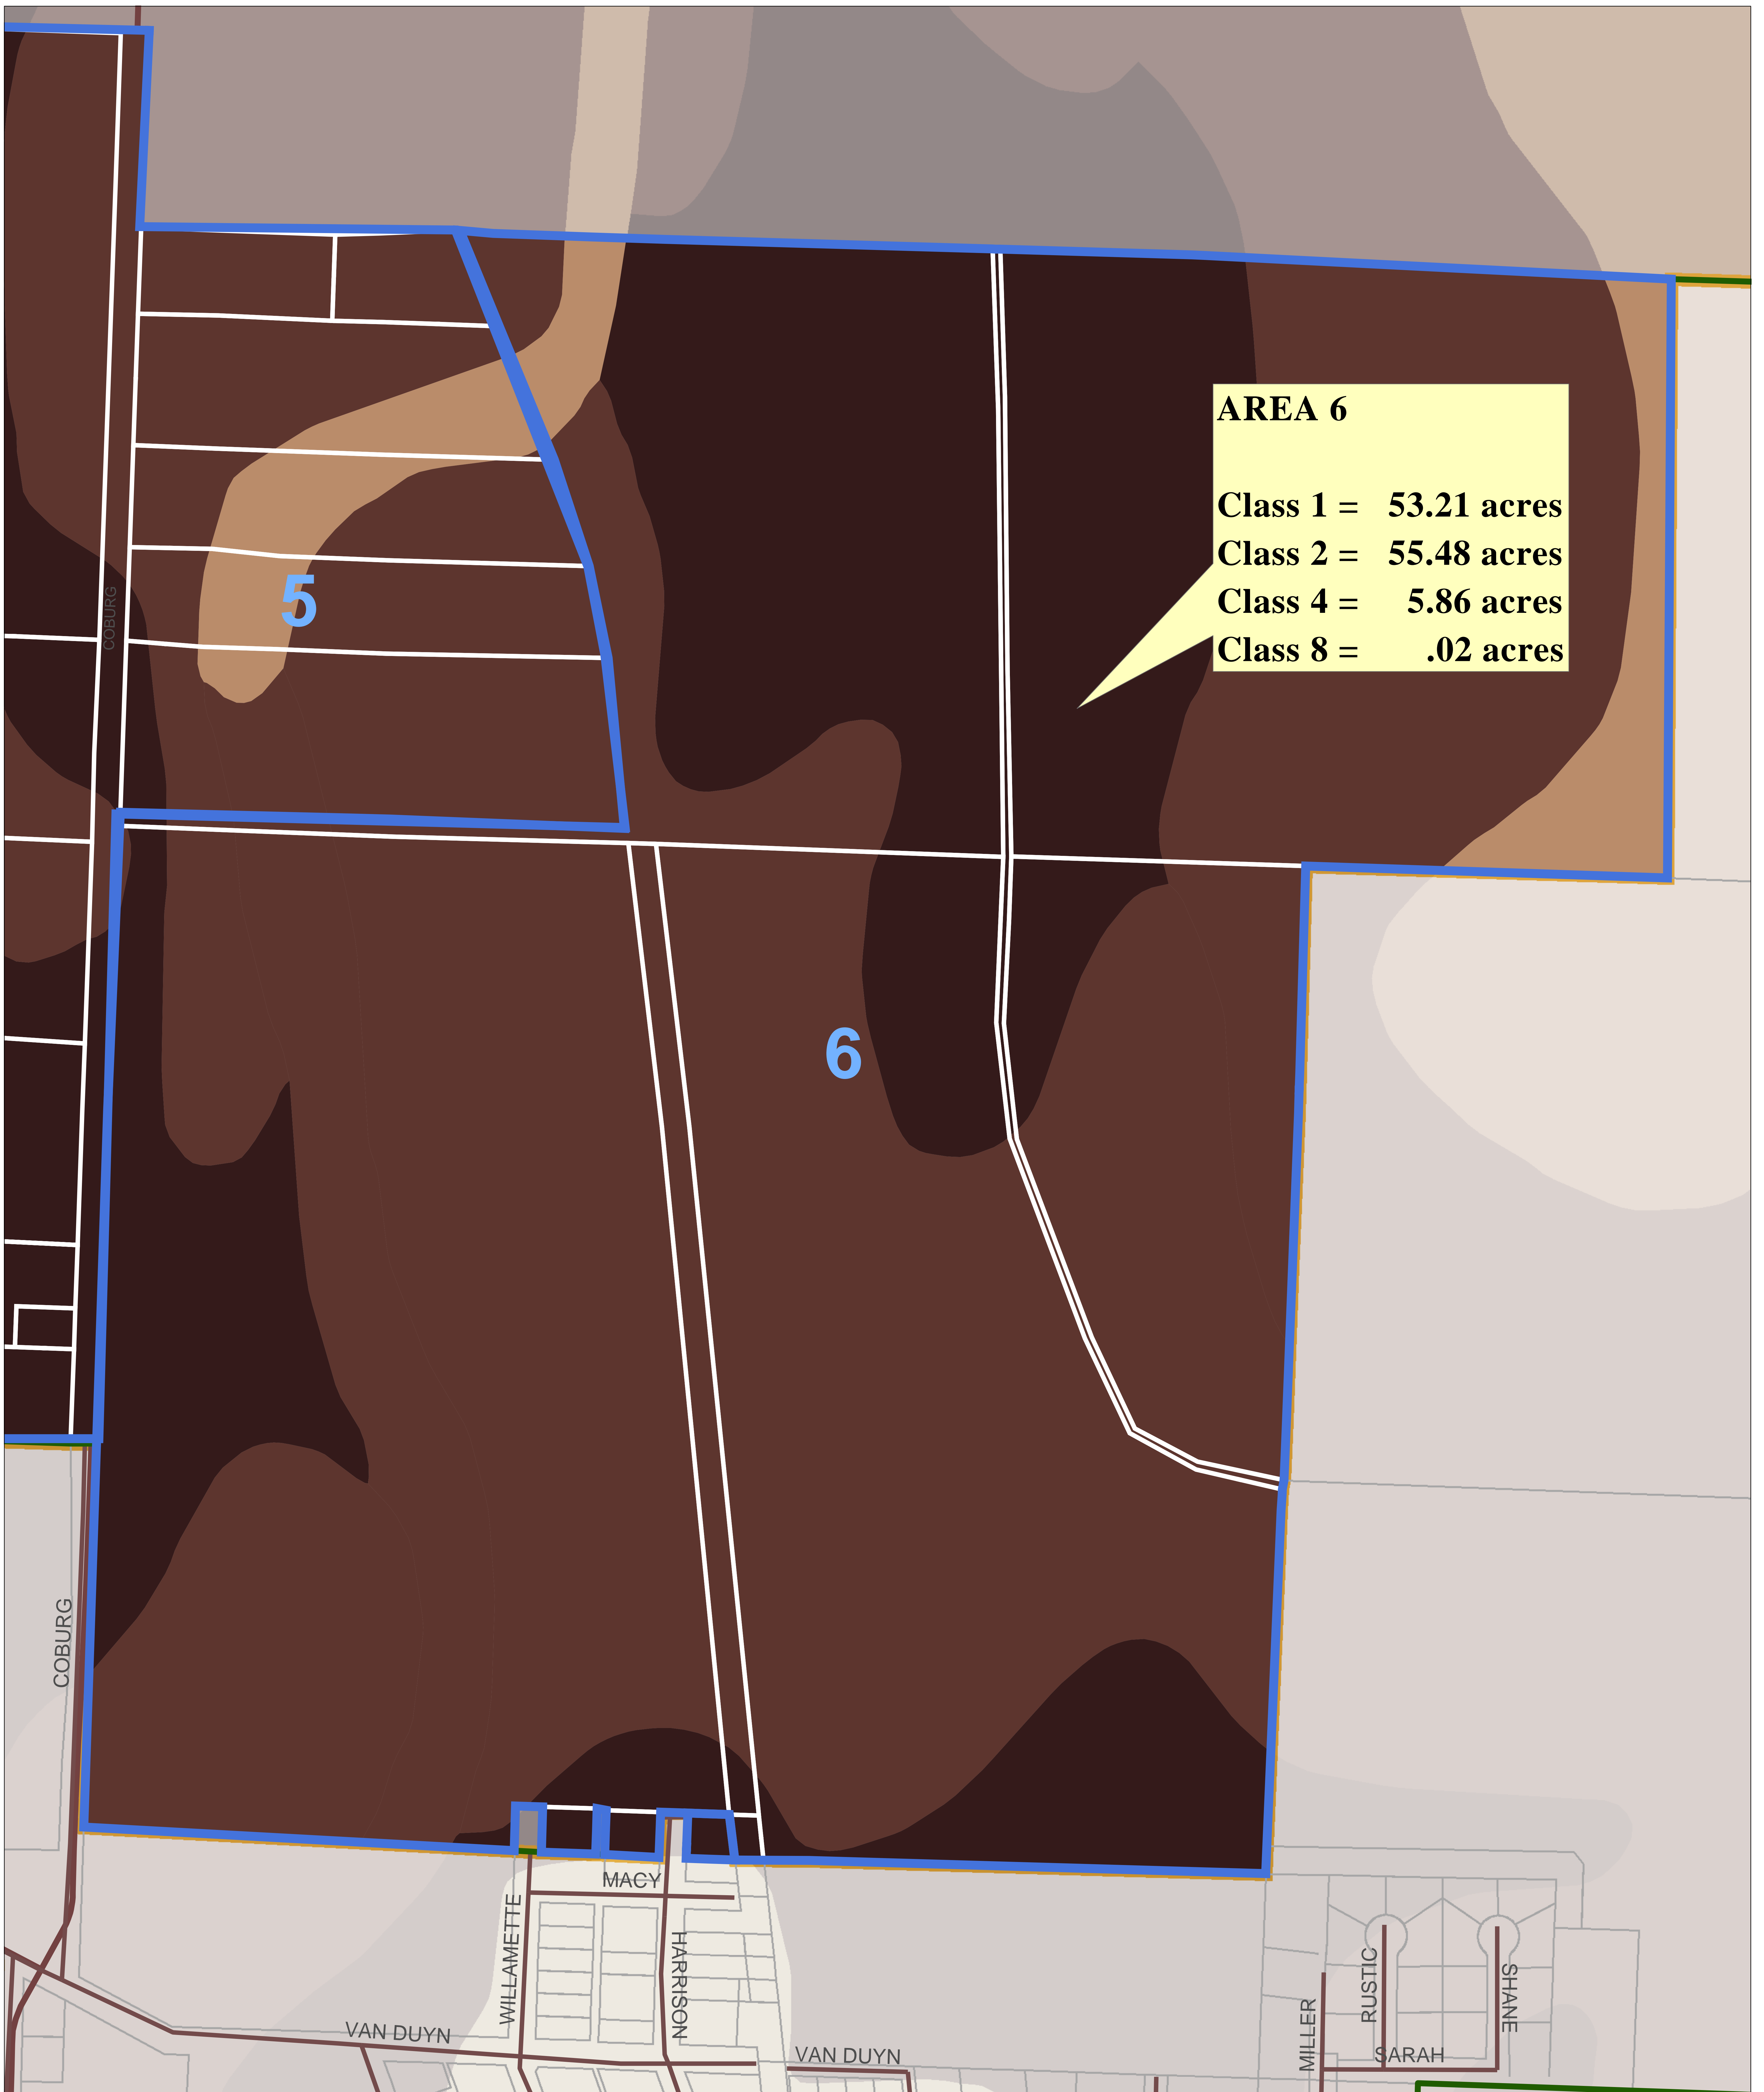 AREA 6
Class 1 = 53.21 acres
Class 2 = 55.48 acres
Class 4 = 5.86 acres
Class 8 = .02 acres
5
COBURG
6
COBURG
MACY
WILLAMETTE
HARRISON
VAN DUYN
VAN DUYN
MILLER
RUSTIC
SHANE
SARAH